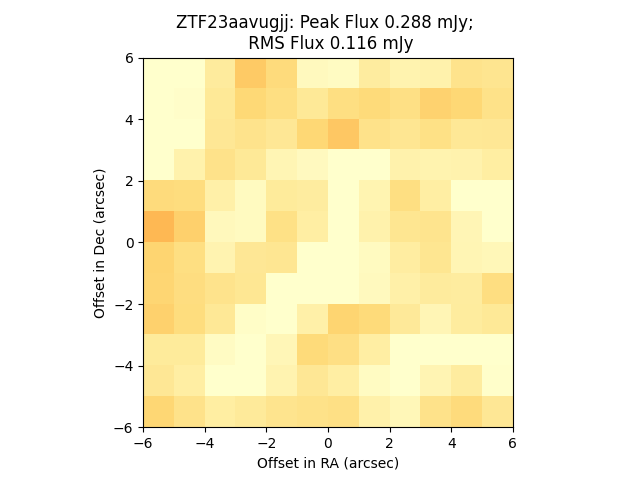 ZTF23aavugjj: Peak Flux 0.288 mJy;
RMS Flux 0.116 mJy
6
4
2
0
−2
−4
−6
Offset in Dec (arcsec)
−6 −4 −2 0 2 4 6
Offset in RA (arcsec)